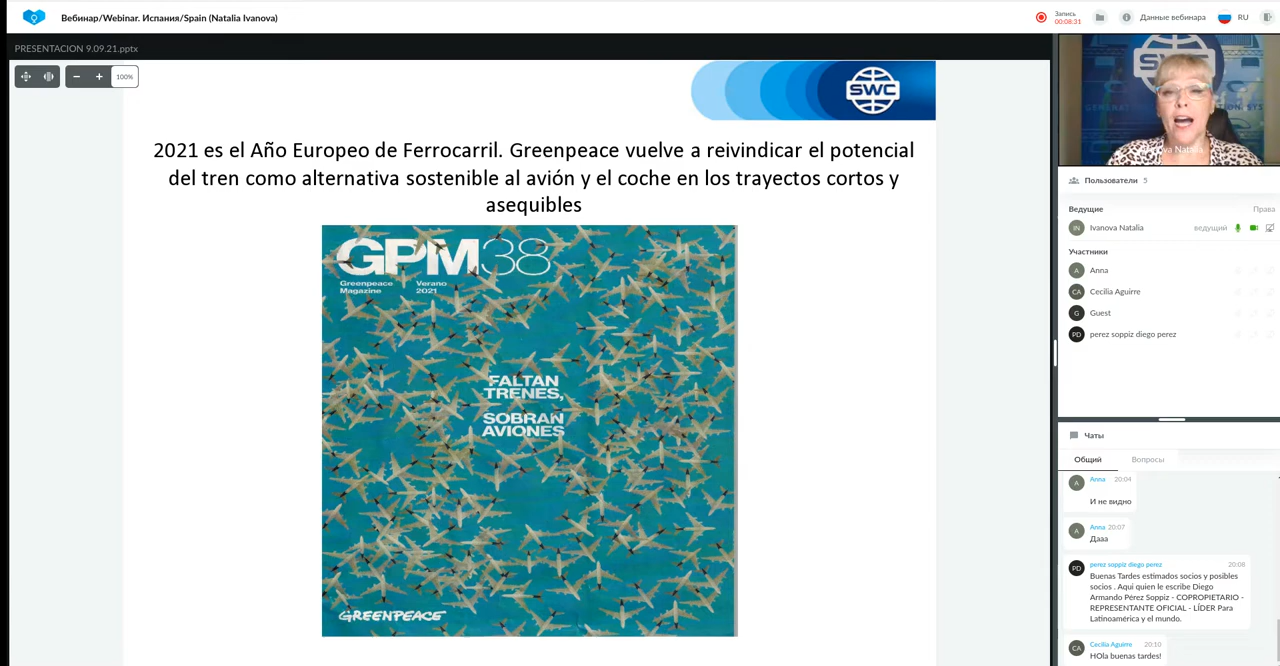 Вебинар/Webinar. Испания/Spain (Natalia Ivanova)
Запись
00:08:31
Данные вебинара
RU
PRESENTACION 9.09.21.pptx
100%
SWC
2021 es el Año Europeo de Ferrocarril. Greenpeace vuelve a reivindicar el potencial
del tren como alternativa sostenible al avión y el coche en los trayectos cortos y
asequibles
GPM38
Greenpeace
Magazine
Verano
2021
FALTAN
TRENES,
SOBRAN
AVIONES
GREENPEACE
SWC
Пользователи 5
Ведущие
Права
IN
Ivanova Natalia
ведущий
Участники
A
Anna
CA
Cecilia Aguirre
G
Guest
PD
perez soppiz diego perez
Чаты
Общий
Вопросы
A
Anna 20:04
И не видно
A
Anna 20:07
Дааа
PD
perez soppiz diego perez 20:08
Buenas Tardes estimados socios y posibles
socios . Aqui quien le escribe Diego
Armando Pérez Soppiz - COPROPIETARIO -
REPRESENTANTE OFICIAL - LÍDER Para
Latinoamérica y el mundo.
CA
Cecilia Aguirre 20:10
HOla buenas tardes!